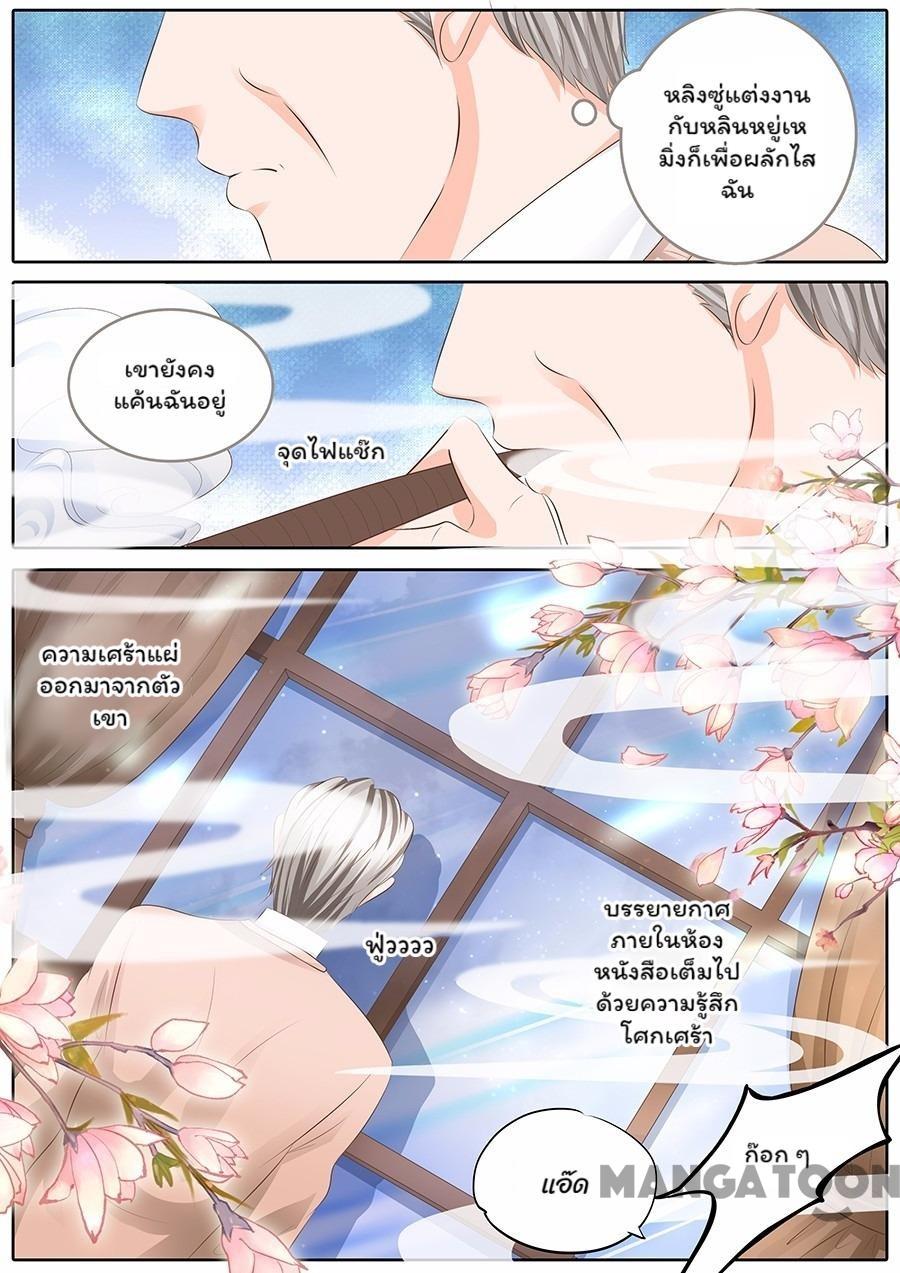 หลิงซู่แต่งงาน
กับหลินหยู่เห
มิ่งก็เพื่อผลักไส
ฉัน
เขายังคง
แค้นฉันอยู่
จุดไฟแช๊ก
ความเศร้าแผ่
ออกมาจากตัว
เขา
ฟู่วววว
บรรยายกาศ
ภายในห้อง
หนังสือเต็มไป
ด้วยความรู้สึก
โศกเศร้า
ก๊อก ๆ
แอ๊ด
MANGATOON